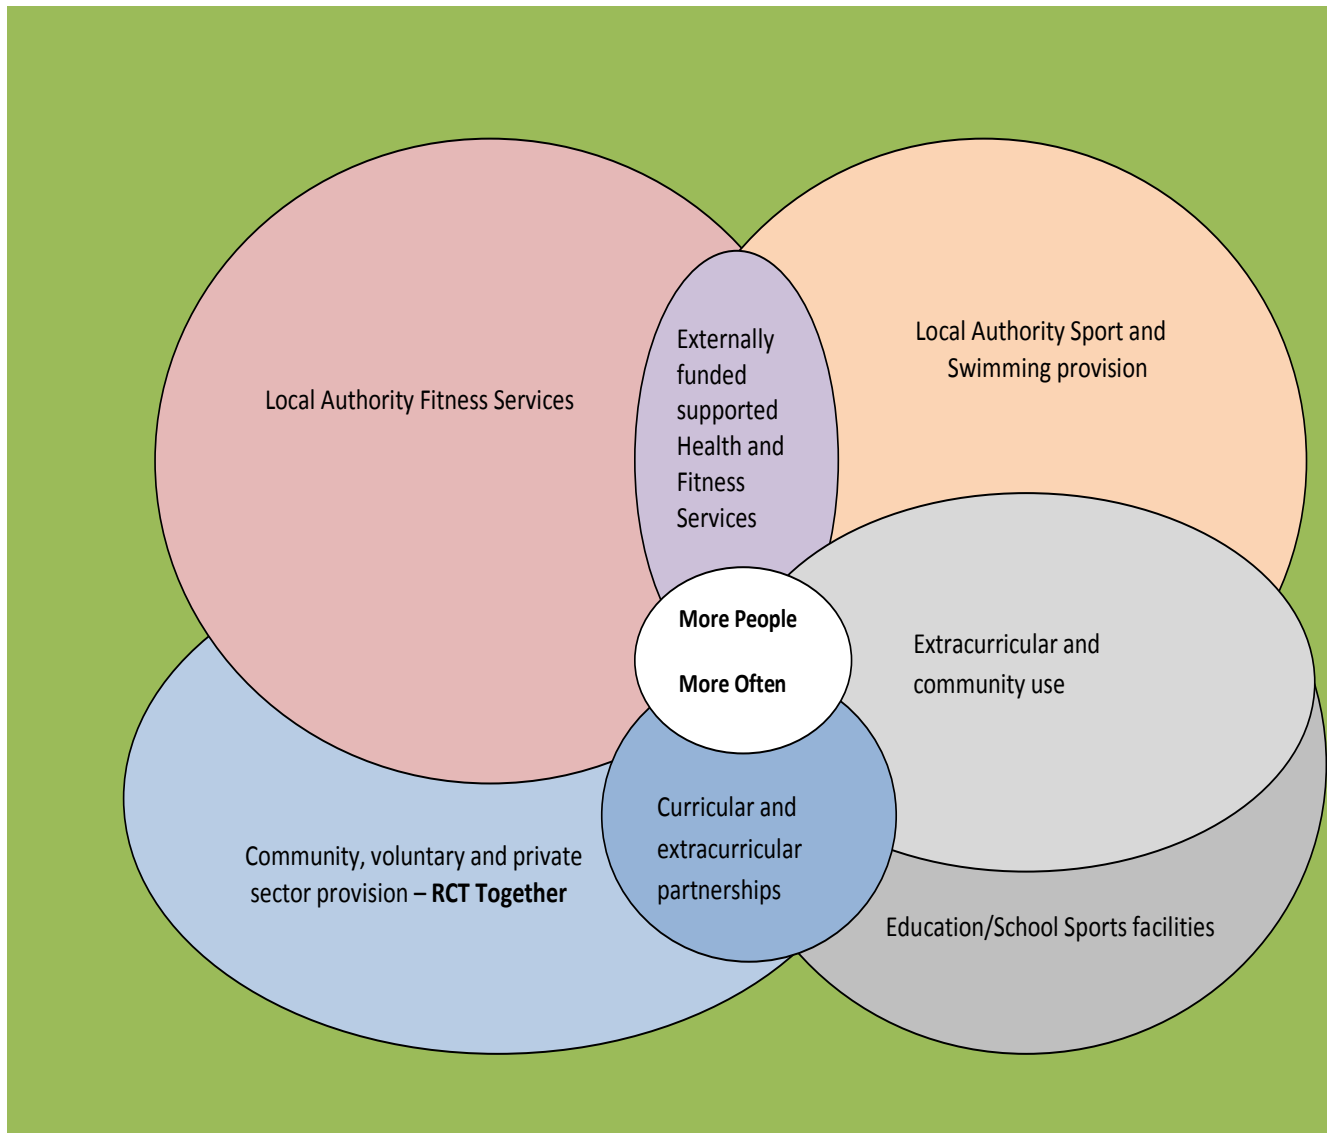 Local Authority Fitness Services
Externally
funded
supported
Health and
Fitness
Services
Local Authority Sport and
Swimming provision
More People
More Often
Extracurricular and
community use
Community, voluntary and private
sector provision – RCT Together
Curricular and
extracurricular
partnerships
Education/School Sports facilities